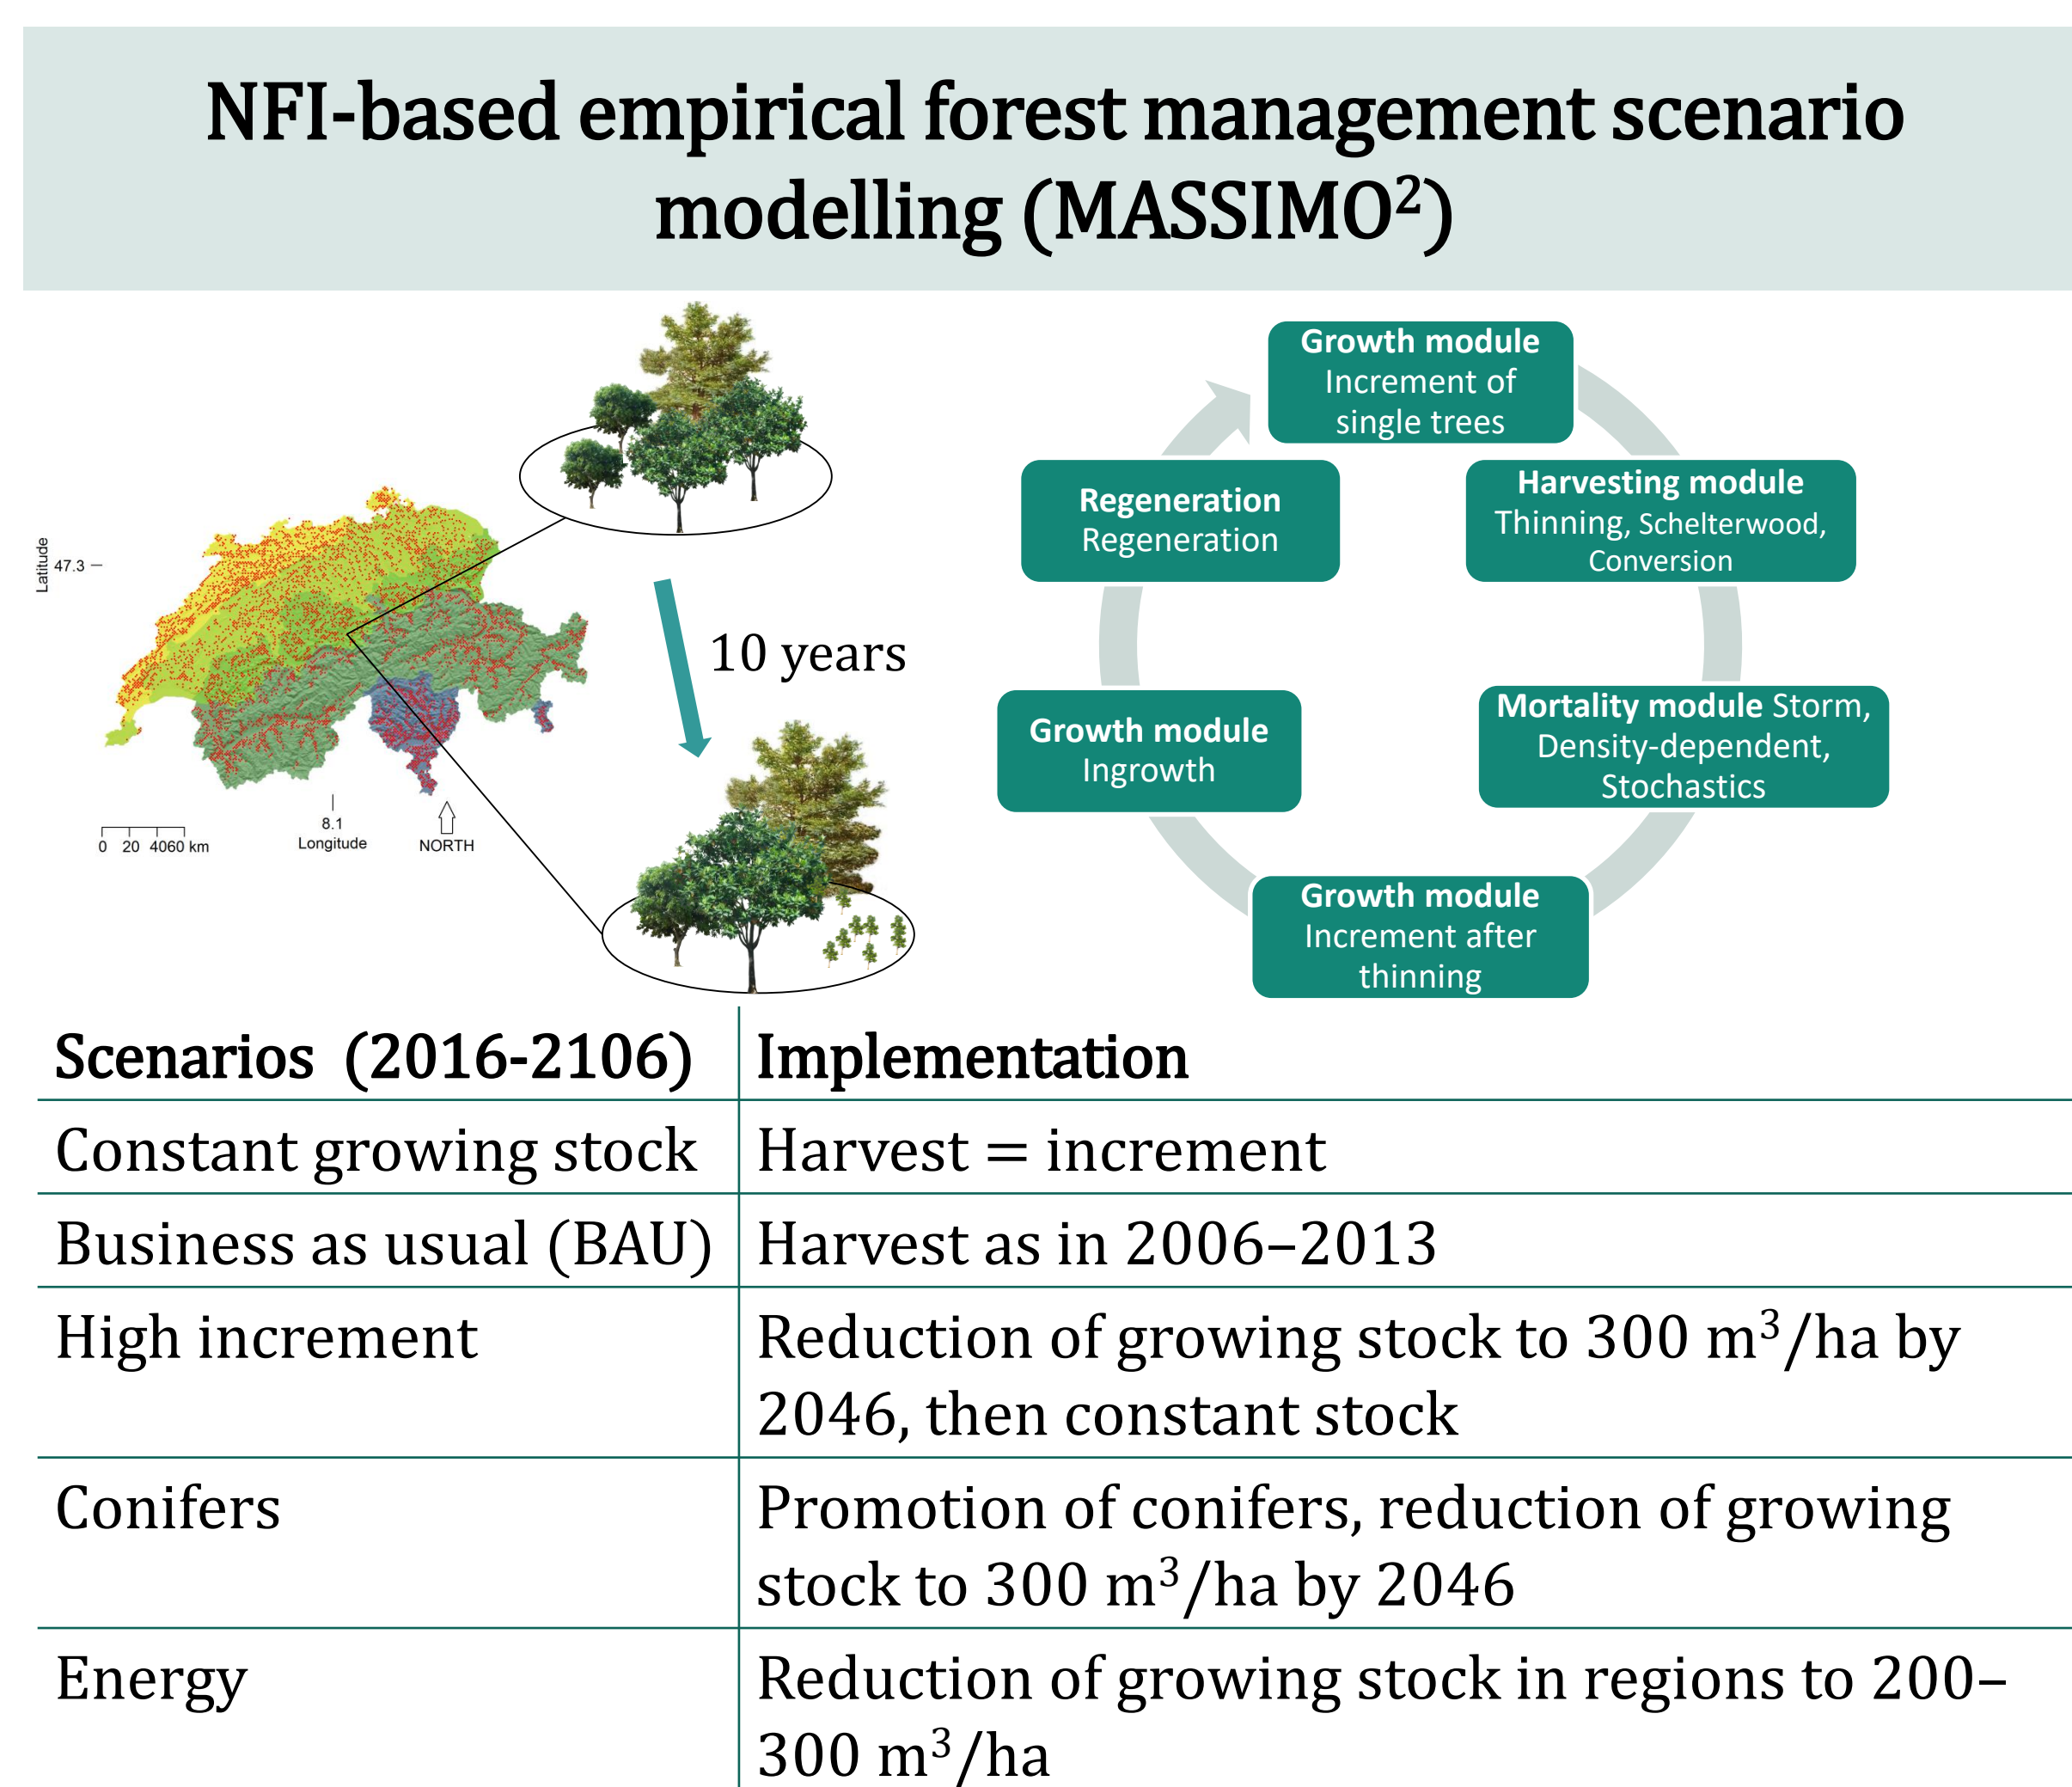 NFI-based empirical forest management scenario
modelling (MASSIMO²)
Latitude
47.3
8.1
Longitude
NORTH
0 20 4060 km
10 years
Growth module
Increment of
single trees
Harvesting module
Thinning, Schelterwood,
Conversion
Mortality module Storm,
Density-dependent,
Stochastics
Growth module
Increment after
thinning
Growth module
Ingrowth
Regeneration
Regeneration
Scenarios (2016-2106)
Implementation
Constant growing stock
Harvest = increment
Business as usual (BAU)
Harvest as in 2006–2013
High increment
Reduction of growing stock to 300 m³/ha by
2046, then constant stock
Conifers
Promotion of conifers, reduction of growing
stock to 300 m³/ha by 2046
Energy
Reduction of growing stock in regions to 200–
300 m³/ha